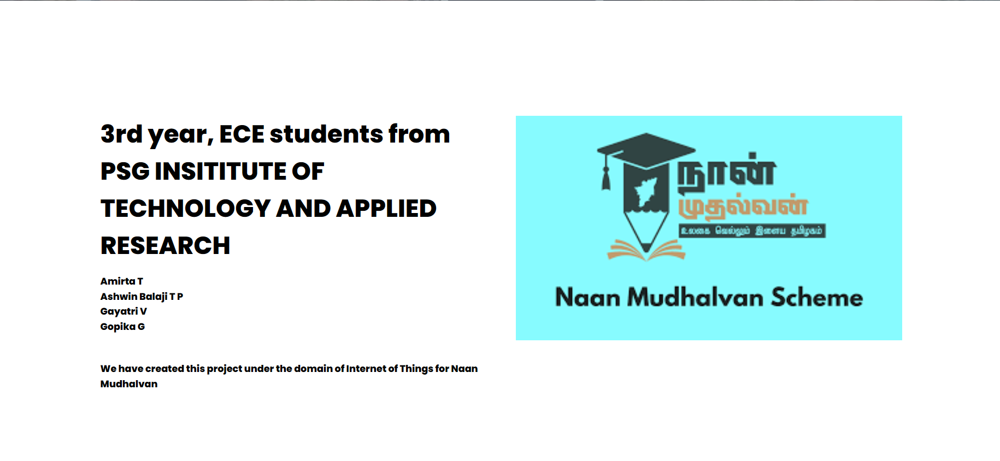 3rd year, ECE students from
PSG INSITITUTE OF
TECHNOLOGY AND APPLIED
RESEARCH
Amirta T
Ashwin Balaji T P
Gayatri V
Gopika G
We have created this project under the domain of Internet of Things for Naan
Mudhalvan
நான்
முதல்வன்
உலகை வெல்லும் இளைய தமிழகம்
Naan Mudhalvan Scheme